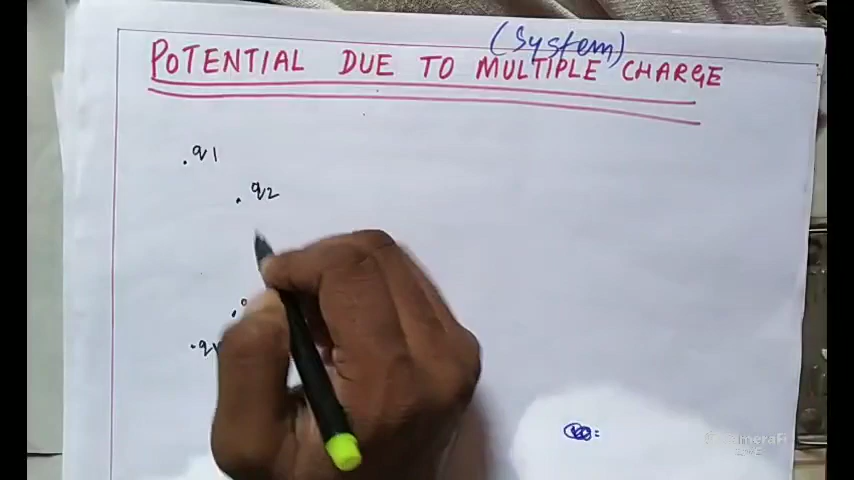 (System)
POTENTIAL DUE TO MULTIPLE CHARGE
.q1
.q2